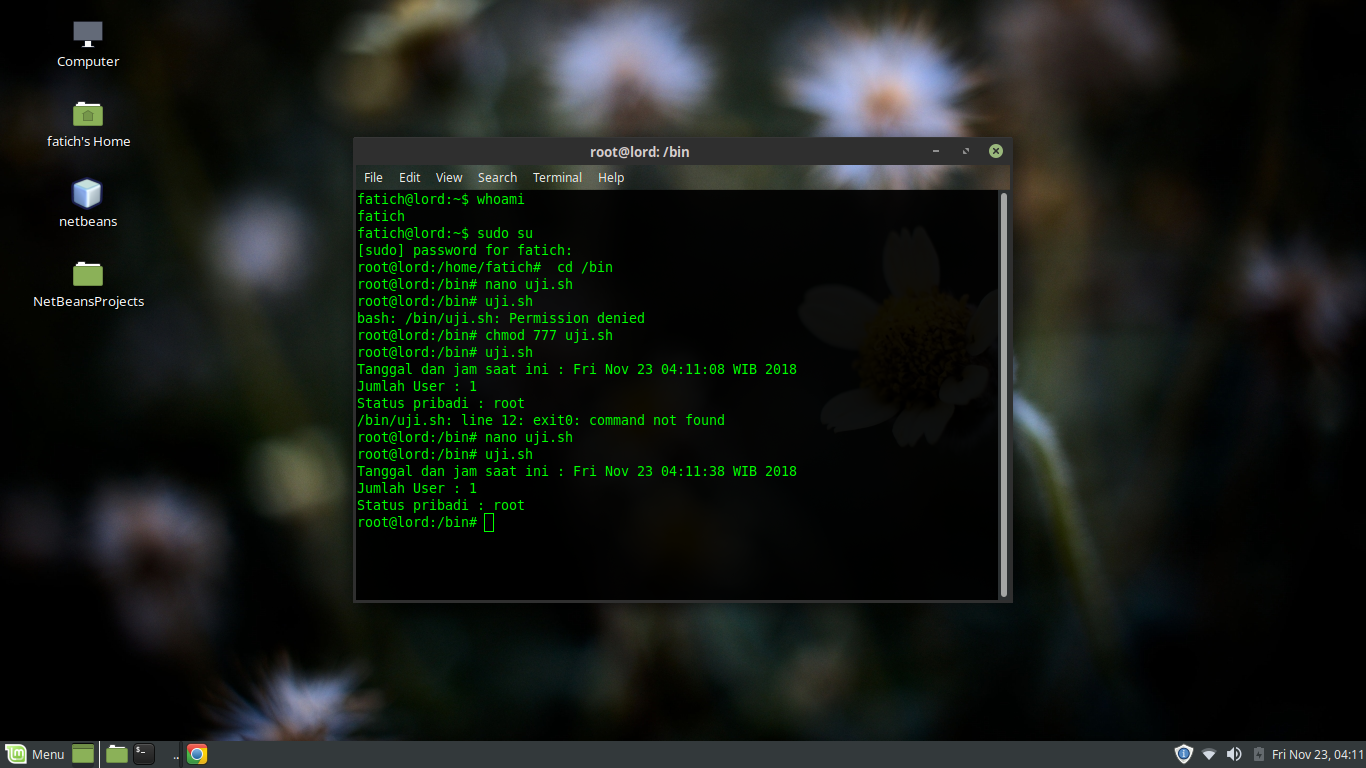 Computer
fatich's Home
netbeans
NetBeansProjects
root@lord: /bin
File Edit View Search Terminal Help
fatich@lord:~$ whoami
fatich
fatich@lord:~$ sudo su
[sudo] password for fatich:
root@lord:/home/fatich#  cd /bin
root@lord:/bin# nano uji.sh
root@lord:/bin# uji.sh
bash: /bin/uji.sh: Permission denied
root@lord:/bin# chmod 777 uji.sh
root@lord:/bin# uji.sh
Tanggal dan jam saat ini : Fri Nov 23 04:11:08 WIB 2018
Jumlah User : 1
Status pribadi : root
/bin/uji.sh: line 12: exit0: command not found
root@lord:/bin# nano uji.sh
root@lord:/bin# uji.sh
Tanggal dan jam saat ini : Fri Nov 23 04:11:38 WIB 2018
Jumlah User : 1
Status pribadi : root
root@lord:/bin#
Menu $- .. Fri Nov 23, 04:11